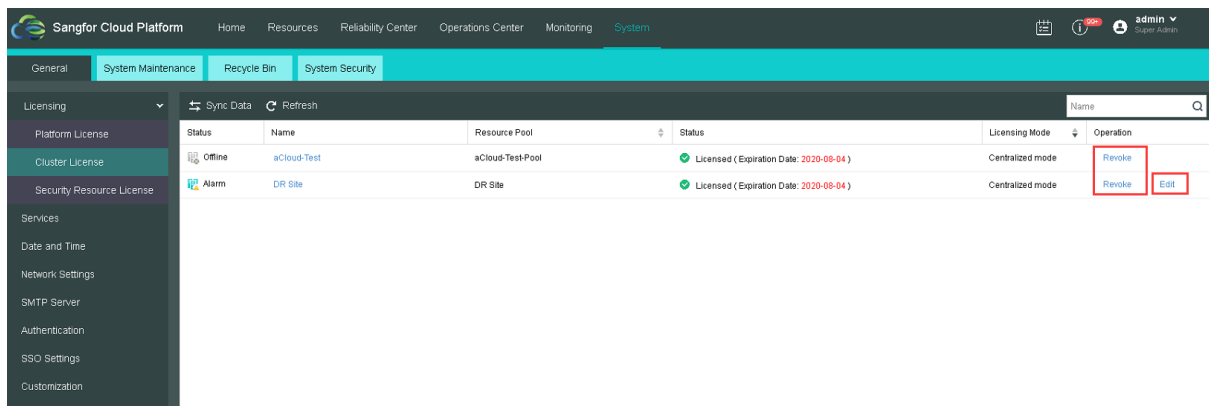 Sangfor Cloud Platform Home Resources Reliability Center Operations Center Monitoring System 99+ admin
Super Admin
General System Maintenance Recycle Bin System Security
Licensing Sync Data Refresh Name
Platform License Status Name Resource Pool Status Licensing Mode Operation
Cluster License Offline aCloud-Test aCloud-Test-Pool Licensed ( Expiration Date: 2020-08-04 ) Centralized mode Revoke
Security Resource License Alarm DR Site DR Site Licensed ( Expiration Date: 2020-08-04 ) Centralized mode Revoke Edit
Services
Date and Time
Network Settings
SMTP Server
Authentication
SSO Settings
Customization